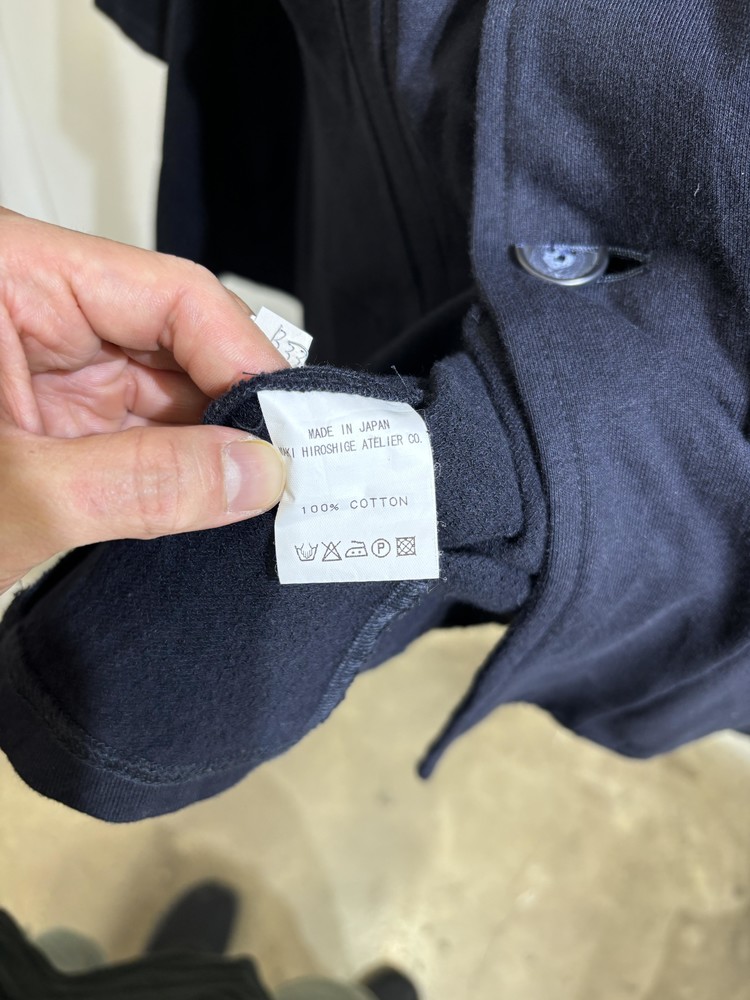 MADE IN JAPAN
HIROSHIGE ATELIER CO.
100% COTTON
P